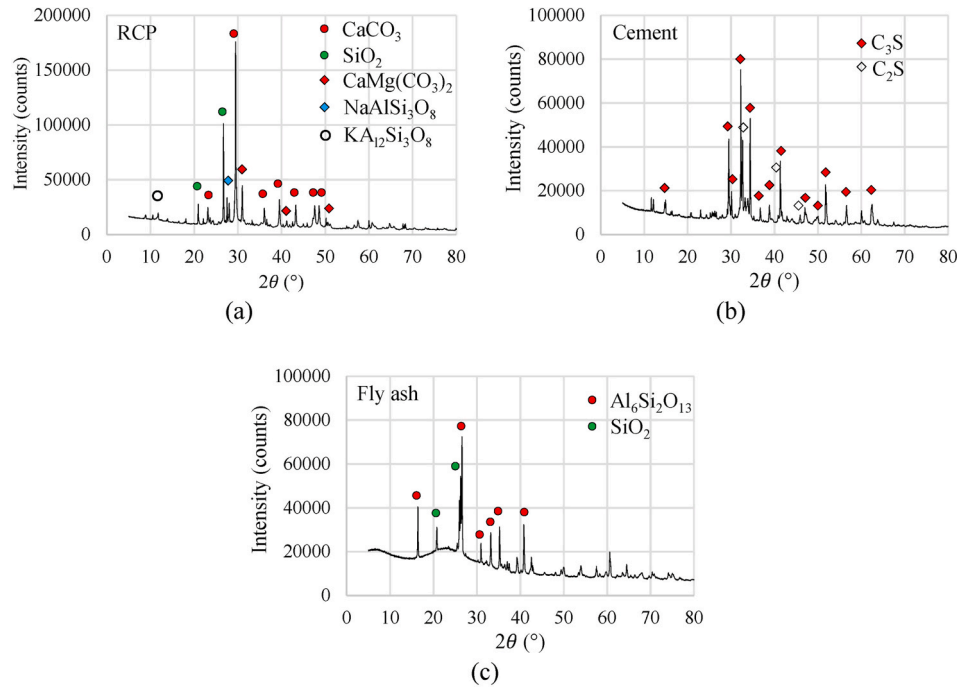 RCP
CaCO₃
SiO₂
CaMg(CO₃)₂
NaAlSi₃O₈
KA₁₂Si₃O₈
Intensity (counts)
200000
150000
100000
50000
0
0 10 20 30 40 50 60 70 80
2θ (°)
(a)
Cement
C₃S
C₂S
Intensity (counts)
100000
80000
60000
40000
20000
0
0 10 20 30 40 50 60 70 80
2θ (°)
(b)
Fly ash
Al₆Si₂O₁₃
SiO₂
Intensity (counts)
100000
80000
60000
40000
20000
0
0 10 20 30 40 50 60 70 80
2θ (°)
(c)